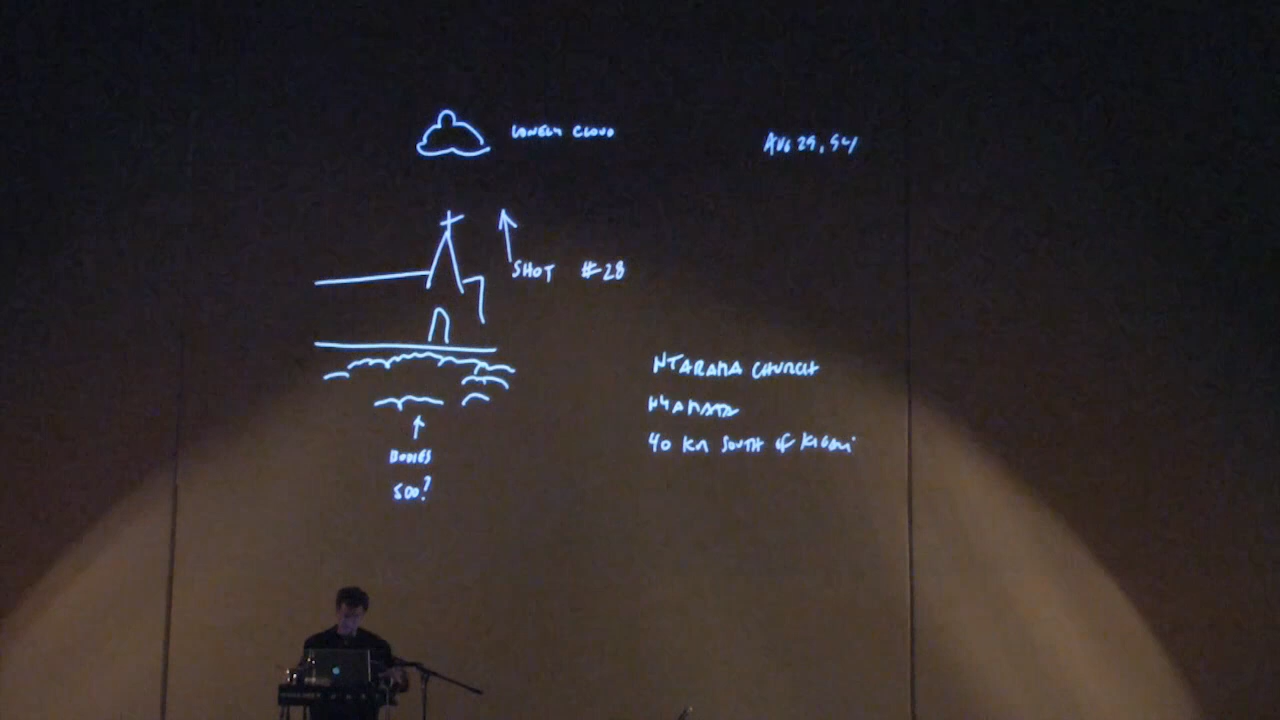 LONELY CLOUD
AUG 29, 94
SHOT #28
NTARAMA CHURCH
NYAMATA
40 KM SOUTH OF KIGALI
BODIES
500?